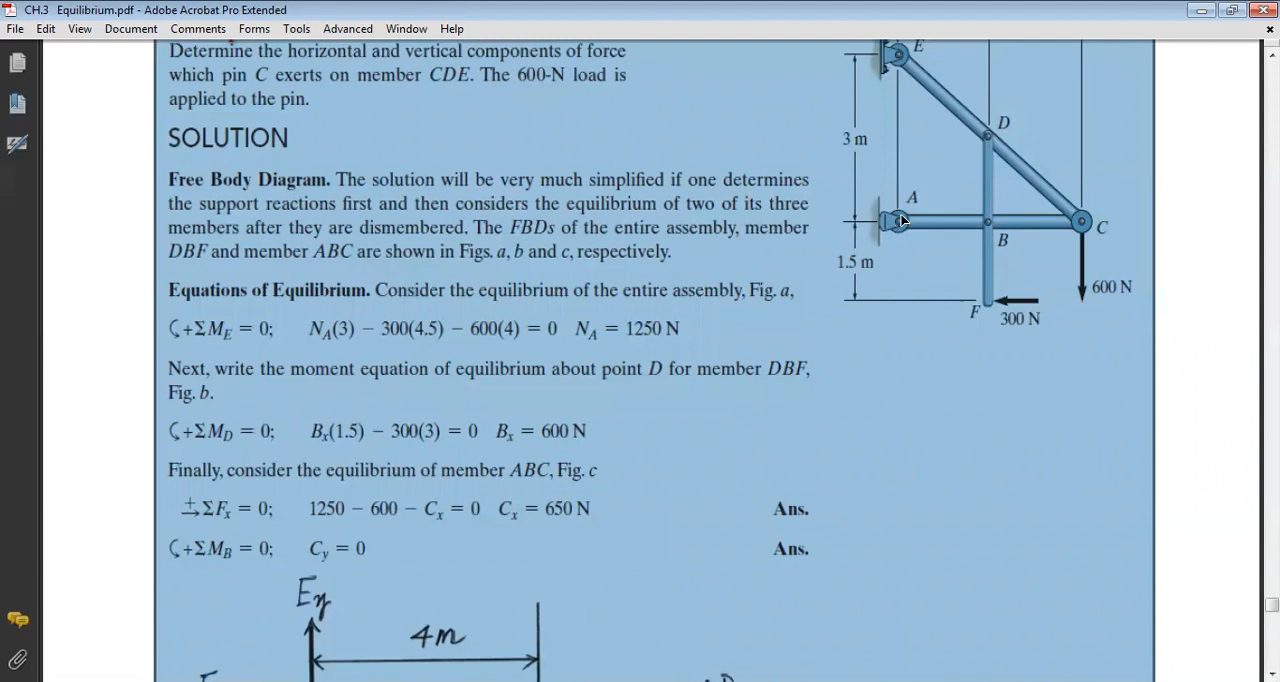 CH.3 Equilibrium.pdf - Adobe Acrobat Pro Extended
File Edit View Document Comments Forms Tools Advanced Window Help
Determine the horizontal and vertical components of force
which pin C exerts on member CDE. The 600-N load is
applied to the pin.
SOLUTION
Free Body Diagram. The solution will be very much simplified if one determines
the support reactions first and then considers the equilibrium of two of its three
members after they are dismembered. The FBDs of the entire assembly, member
DBF and member ABC are shown in Figs. a, b and c, respectively.
Equations of Equilibrium. Consider the equilibrium of the entire assembly, Fig. a,
↶+ΣM_E = 0; N_A(3) − 300(4.5) − 600(4) = 0 N_A = 1250 N
Next, write the moment equation of equilibrium about point D for member DBF,
Fig. b.
↶+ΣM_D = 0; B_x(1.5) − 300(3) = 0 B_x = 600 N
Finally, consider the equilibrium of member ABC, Fig. c
+→ΣF_x = 0; 1250 − 600 − C_x = 0 C_x = 650 N Ans.
↶+ΣM_B = 0; C_y = 0 Ans.
E
D
3 m
A
C
B
1.5 m
600 N
F
300 N
E_y
4m